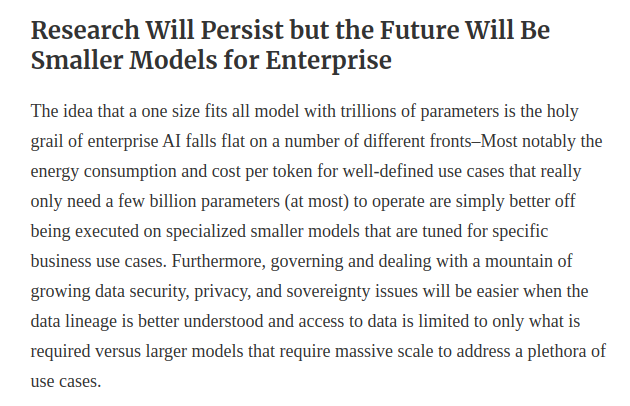 Research Will Persist but the Future Will Be
Smaller Models for Enterprise
The idea that a one size fits all model with trillions of parameters is the holy
grail of enterprise AI falls flat on a number of different fronts–Most notably the
energy consumption and cost per token for well-defined use cases that really
only need a few billion parameters (at most) to operate are simply better off
being executed on specialized smaller models that are tuned for specific
business use cases. Furthermore, governing and dealing with a mountain of
growing data security, privacy, and sovereignty issues will be easier when the
data lineage is better understood and access to data is limited to only what is
required versus larger models that require massive scale to address a plethora of
use cases.